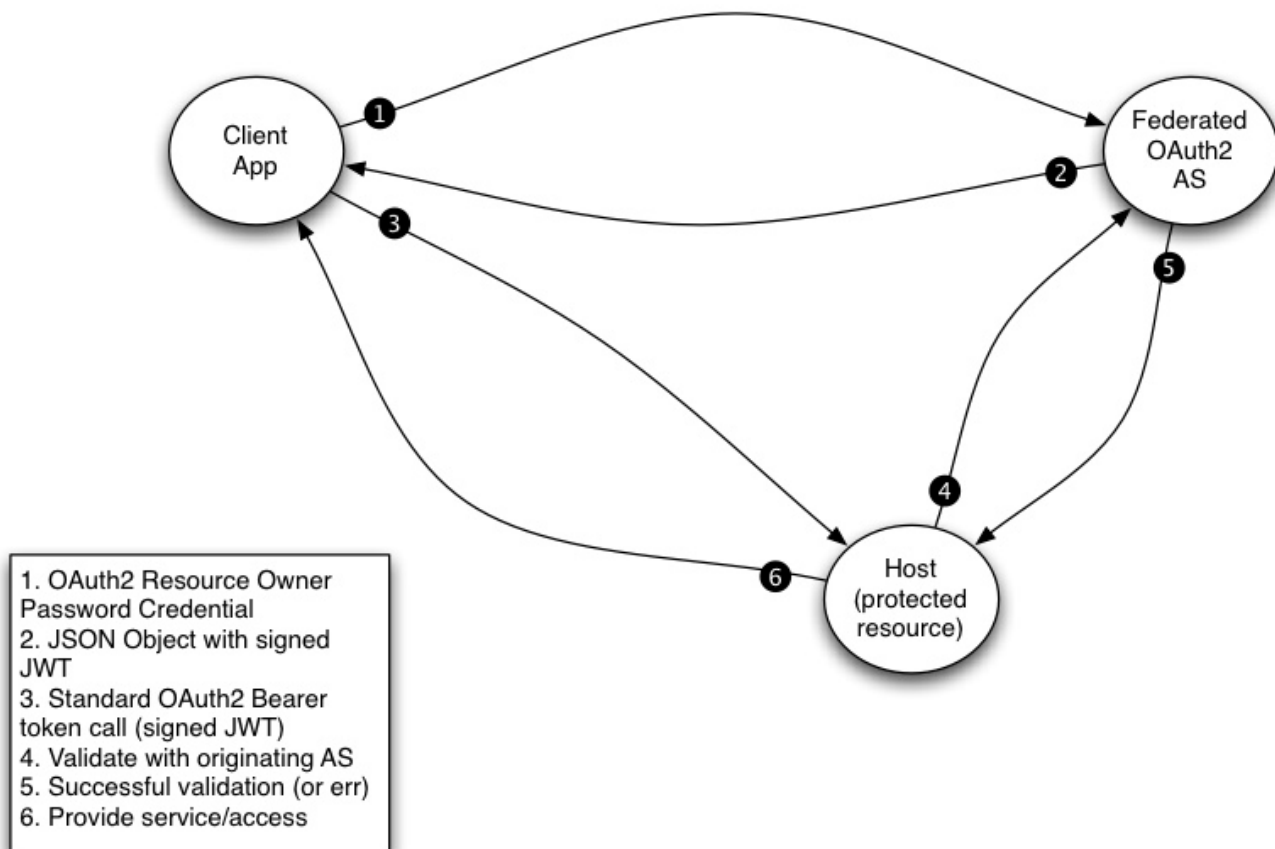 1
Client
App
Federated
OAuth2
AS
2
3
5
4
Host
(protected
resource)
6
1. OAuth2 Resource Owner
Password Credential
2. JSON Object with signed
JWT
3. Standard OAuth2 Bearer
token call (signed JWT)
4. Validate with originating AS
5. Successful validation (or err)
6. Provide service/access